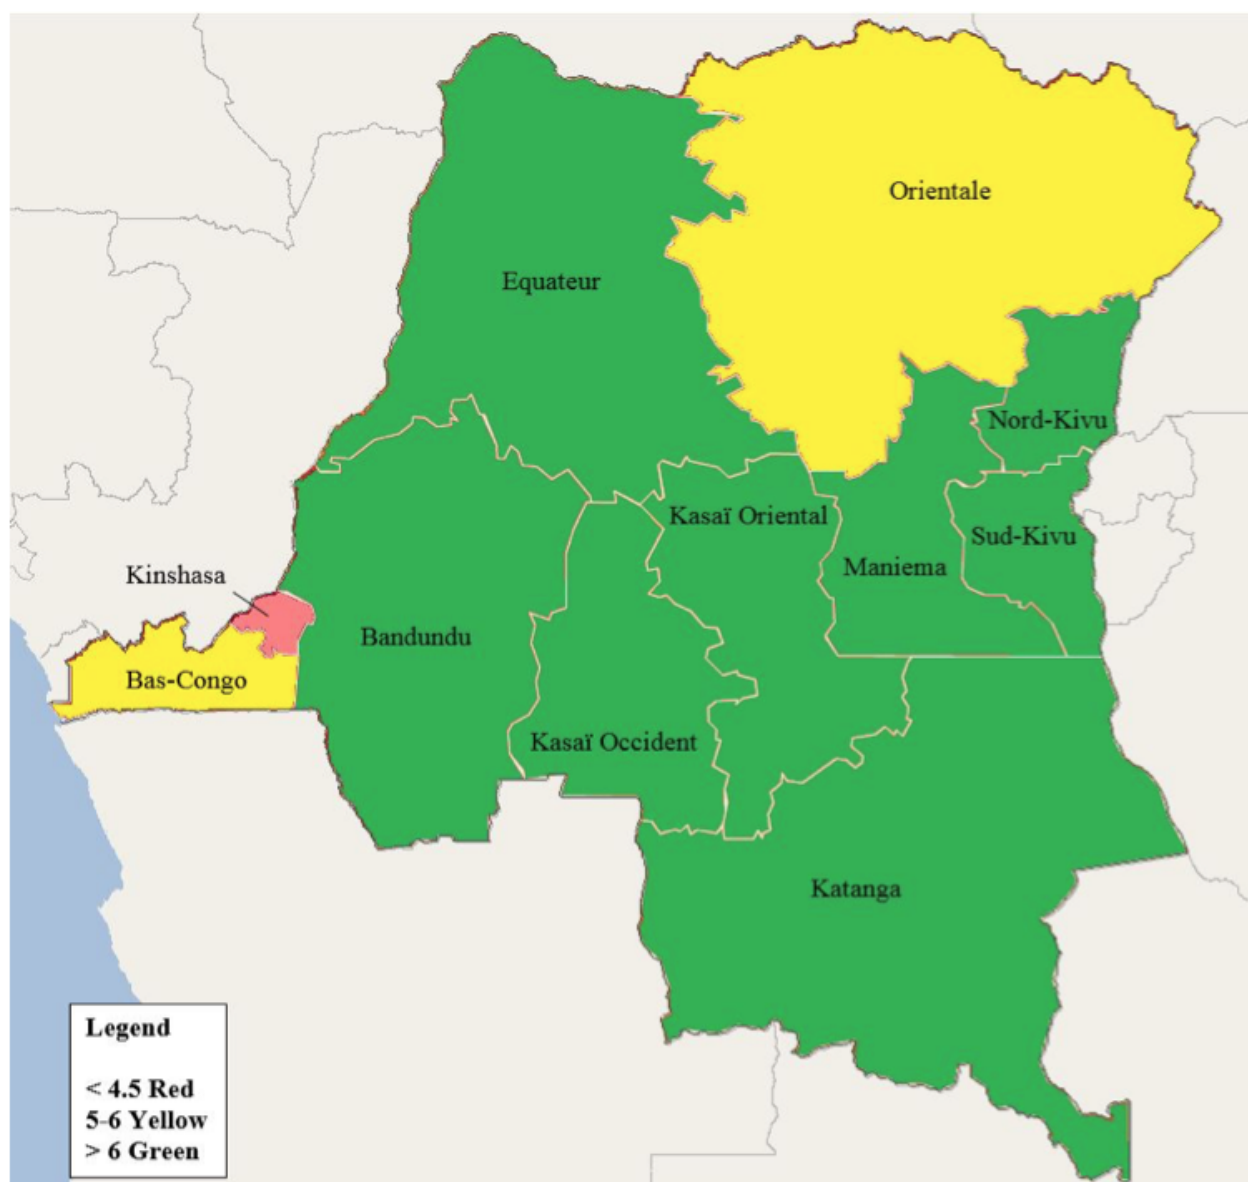 Orientale
Equateur
Nord-Kivu
Kasaï Oriental
Sud-Kivu
Maniema
Kinshasa
Bandundu
Bas-Congo
Kasaï Occident
Katanga
Legend
< 4.5 Red
5-6 Yellow
> 6 Green